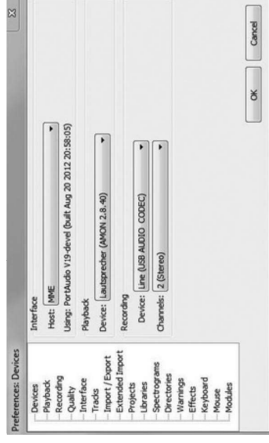 Preferences: Devices
Devices
Playback
Recording
Quality
Interface
Tracks
Import / Export
Extended Import
Projects
Libraries
Spectrograms
Directories
Warnings
Effects
Keyboard
Mouse
Modules
Interface
Host: MME
Using: PortAudio V19-devel (built Aug 20 2012 20:58:05)
Playback
Device: Lautsprecher (AMON 2.8.40)
Recording
Device: Line (USB AUDIO CODEC)
Channels: 2 (Stereo)
OK
Cancel